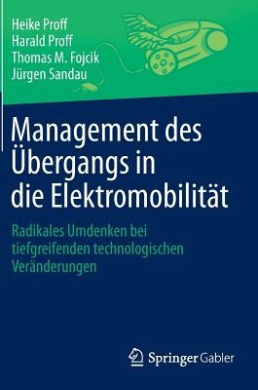 Heike Proff
Harald Proff
Thomas M. Fojcik
Jürgen Sandau
Management des
Übergangs in
die Elektromobilität
Radikales Umdenken bei
tiefgreifenden technologischen
Veränderungen
Springer Gabler